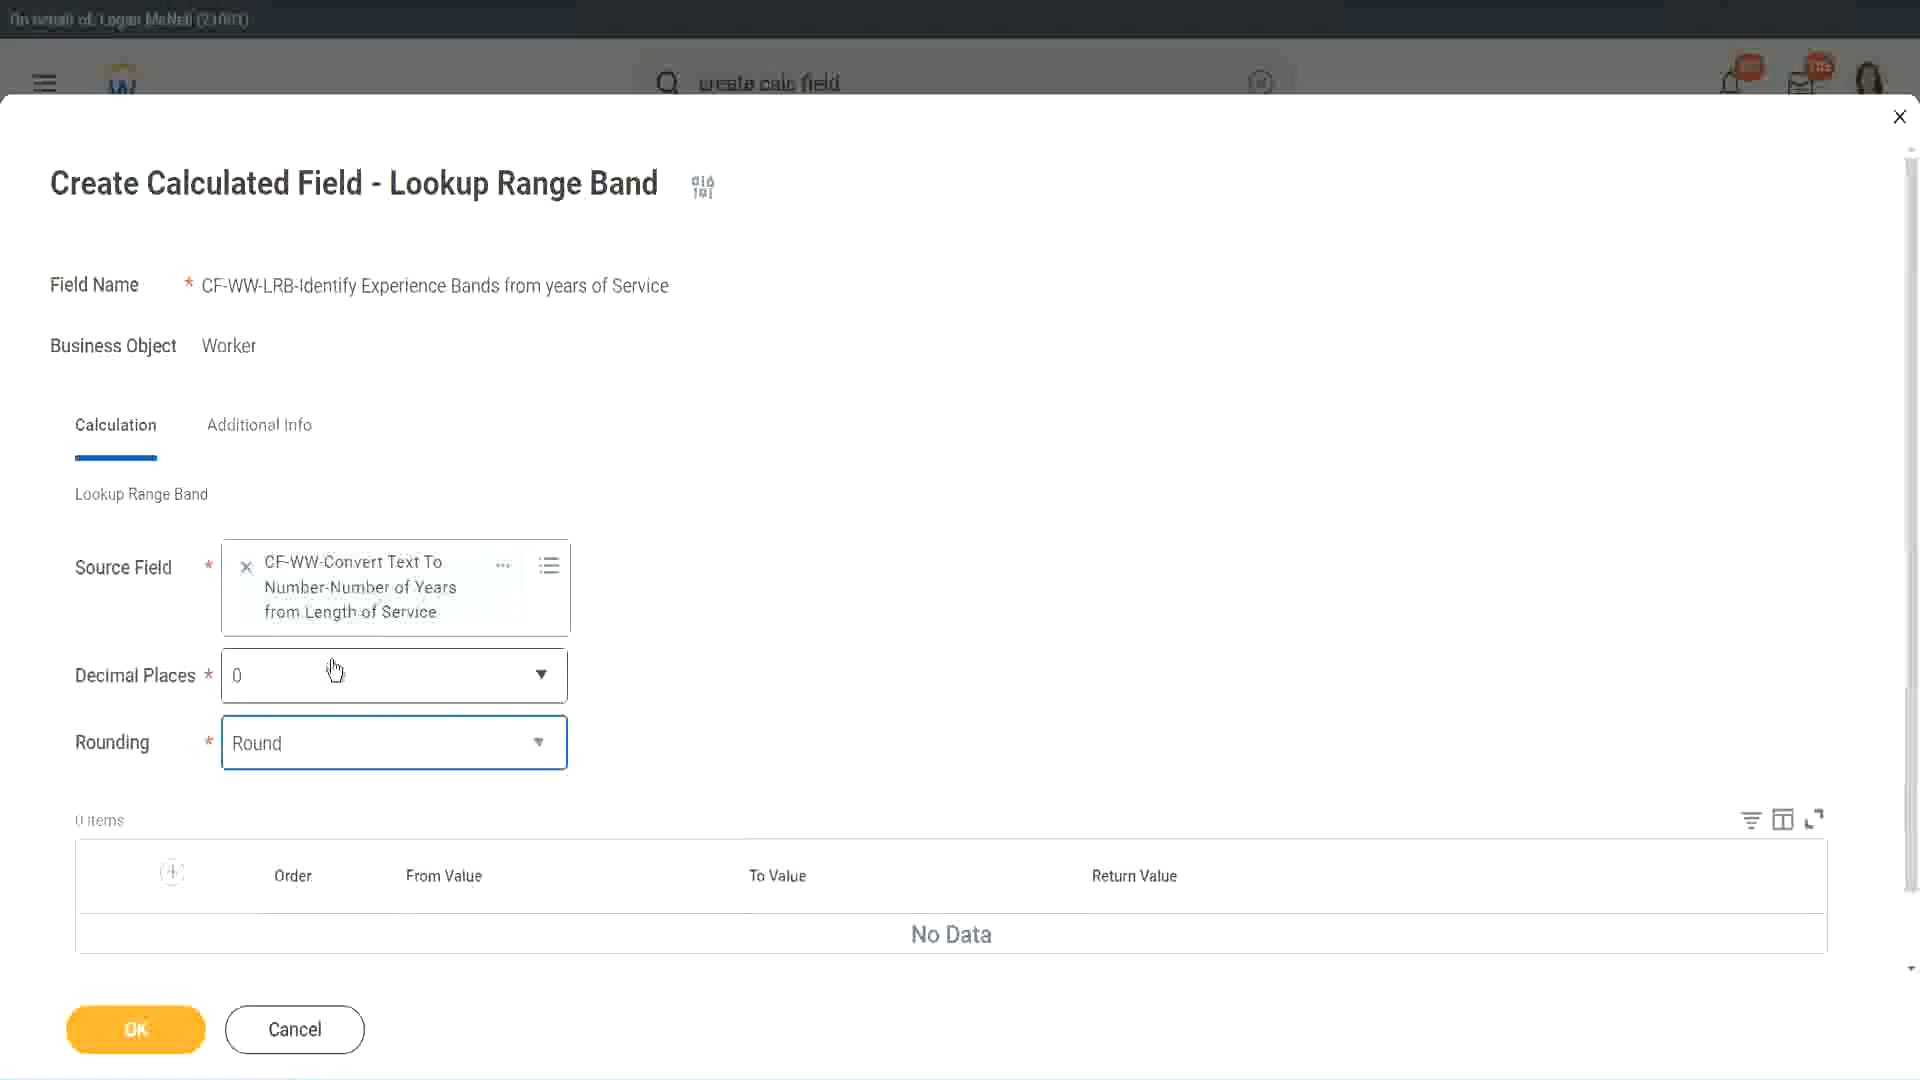 On behalf of: Logan McNeil (21001)
create calc field
Create Calculated Field - Lookup Range Band
Field Name * CF-WW-LRB-Identify Experience Bands from years of Service
Business Object Worker
Calculation Additional Info
Lookup Range Band
Source Field * CF-WW-Convert Text To
Number-Number of Years
from Length of Service
Decimal Places * 0
Rounding * Round
0 items
Order From Value To Value Return Value
No Data
OK Cancel